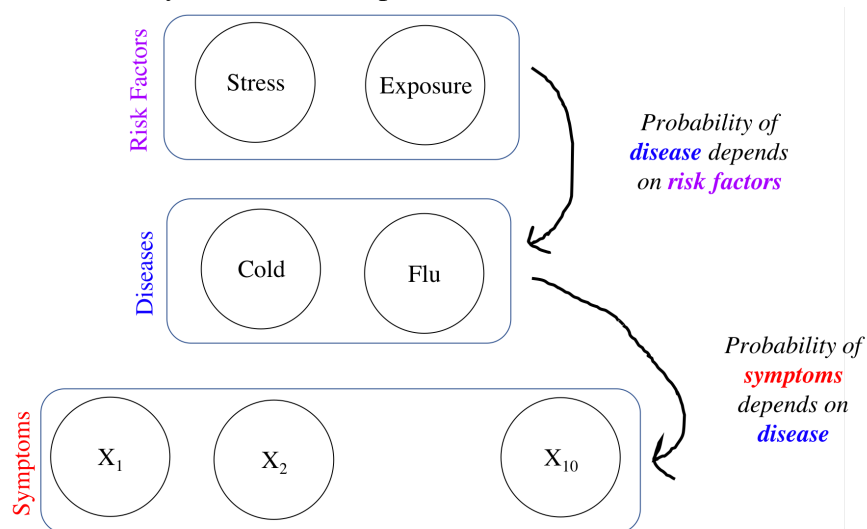 Risk Factors
Stress
Exposure
Probability of
disease depends
on risk factors
Diseases
Cold
Flu
Probability of
symptoms
depends on
disease
Symptoms
X₁
X₂
X₁₀